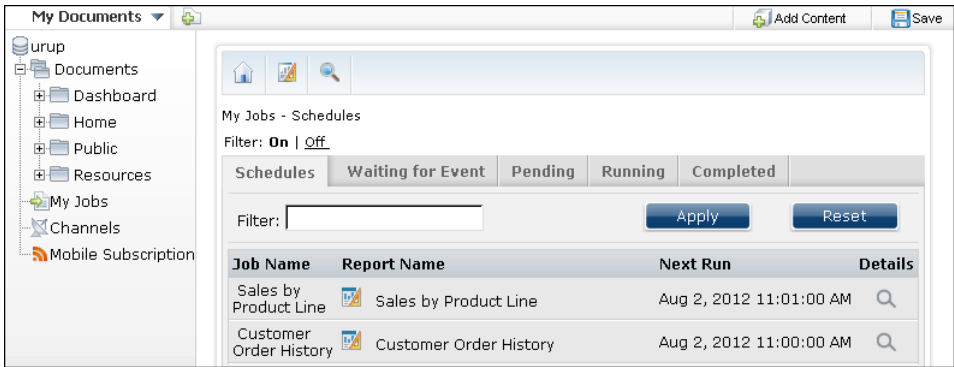 My Documents
Add Content
Save
urup
Documents
Dashboard
Home
Public
Resources
My Jobs
Channels
Mobile Subscription
My Jobs - Schedules
Filter: On | Off
Schedules Waiting for Event Pending Running Completed
Filter: Apply Reset
Job Name Report Name Next Run Details
Sales by
Product Line Sales by Product Line Aug 2, 2012 11:01:00 AM
Customer
Order History Customer Order History Aug 2, 2012 11:00:00 AM